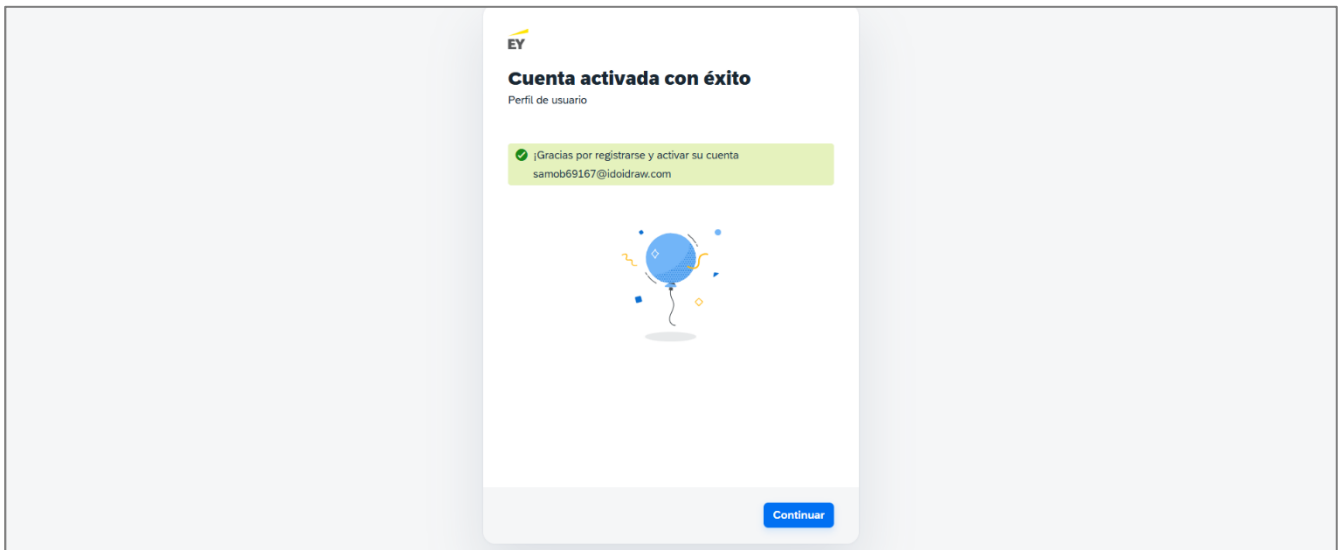 EY
Cuenta activada con éxito
Perfil de usuario
¡Gracias por registrarse y activar su cuenta
samob69167@idoidraw.com
Continuar